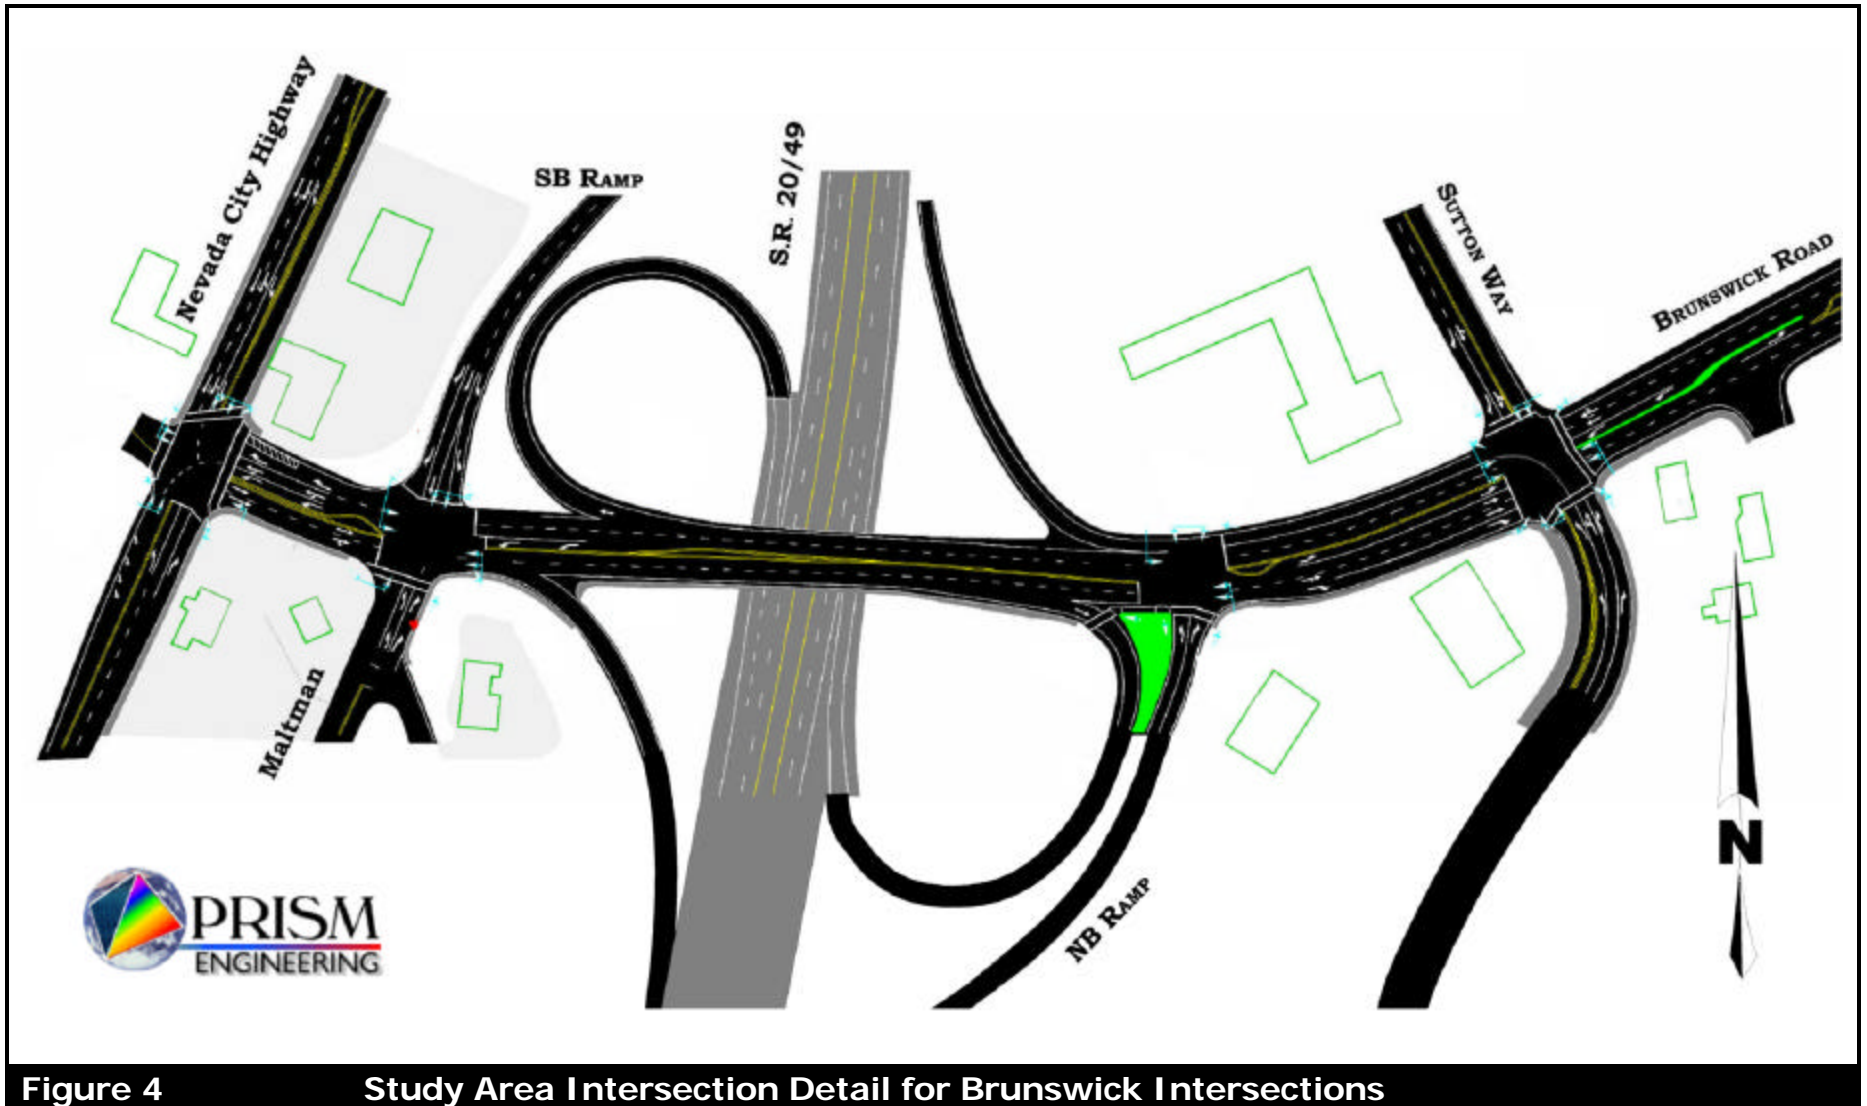 Nevada City Highway
SB RAMP
S.R. 20/49
SUTTON WAY
BRUNSWICK ROAD
Maltman
NB RAMP
N
PRISM
ENGINEERING
Figure 4 Study Area Intersection Detail for Brunswick Intersections